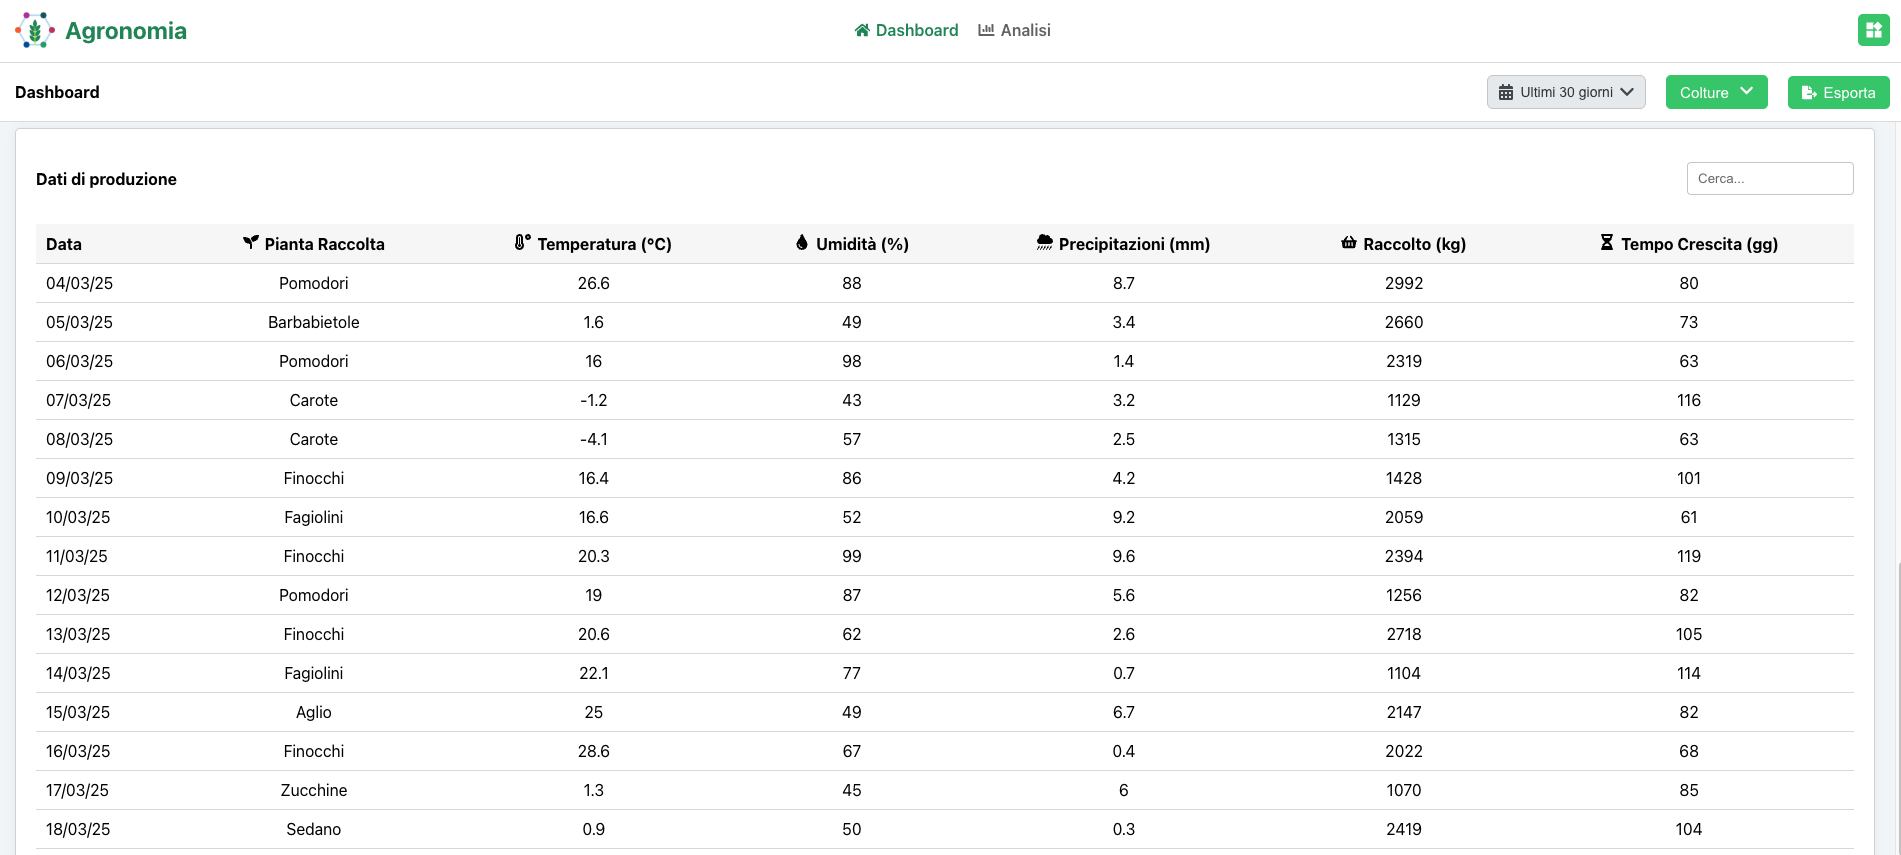 Agronomia
Dashboard Analisi
Dashboard
Ultimi 30 giorni Colture Esporta
Dati di produzione
Cerca...
Data Pianta Raccolta Temperatura (°C) Umidità (%) Precipitazioni (mm) Raccolto (kg) Tempo Crescita (gg)
04/03/25 Pomodori 26.6 88 8.7 2992 80
05/03/25 Barbabietole 1.6 49 3.4 2660 73
06/03/25 Pomodori 16 98 1.4 2319 63
07/03/25 Carote -1.2 43 3.2 1129 116
08/03/25 Carote -4.1 57 2.5 1315 63
09/03/25 Finocchi 16.4 86 4.2 1428 101
10/03/25 Fagiolini 16.6 52 9.2 2059 61
11/03/25 Finocchi 20.3 99 9.6 2394 119
12/03/25 Pomodori 19 87 5.6 1256 82
13/03/25 Finocchi 20.6 62 2.6 2718 105
14/03/25 Fagiolini 22.1 77 0.7 1104 114
15/03/25 Aglio 25 49 6.7 2147 82
16/03/25 Finocchi 28.6 67 0.4 2022 68
17/03/25 Zucchine 1.3 45 6 1070 85
18/03/25 Sedano 0.9 50 0.3 2419 104